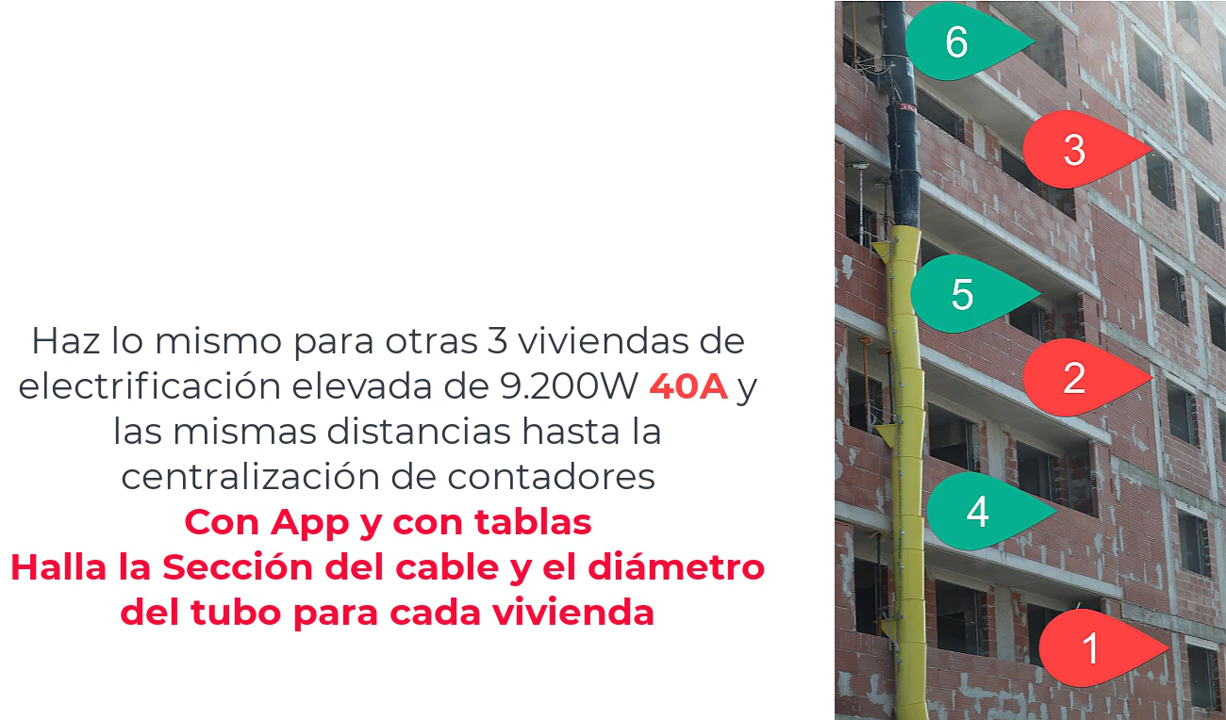 Haz lo mismo para otras 3 viviendas de
electrificación elevada de 9.200W 40A y
las mismas distancias hasta la
centralización de contadores
Con App y con tablas
Halla la Sección del cable y el diámetro
del tubo para cada vivienda
6
3
5
2
4
1